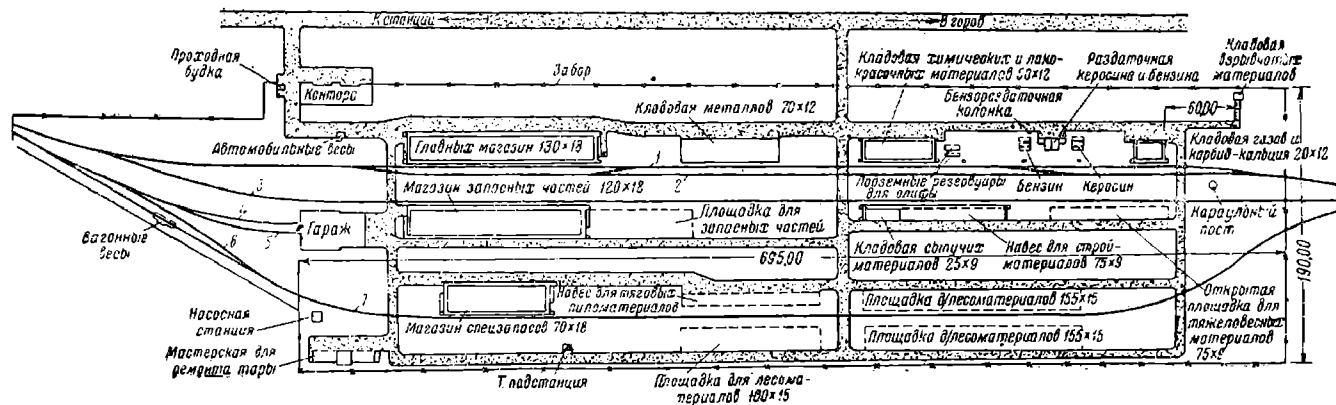 К станции
В город
Проходная
будка
Забор
Контора
Кладовая химических и лако-
красочных материалов 60×12
Раздаточная
керосина и бензина
Кладовая
взрывчатых
материалов
Кладовая металлов 70×12
Бензораздаточная
колонка
60,00
Автомобильные весы
Главных магазин 130×18
1
Кладовая газов и
карбид-кальция 20×12
3
Магазин запасных частей 120×18
2
Подземные резервуары
для олифы
Бензин
Керосин
4
5
Гараж
Площадка для
запасных частей
Караульный
пост
Вагонные
весы
6
695,00
Кладовая сыпучих
материалов 25×9
Навес для строй-
материалов 75×9
190,00
7
Навес для тяговых
пиломатериалов
Площадка д/лесоматериалов 155×15
Открытая
площадка для
тяжеловесных
материалов
75×9
Насосная
станция
Магазин спецзапасов 70×18
Площадка д/лесоматериалов 155×15
Мастерская для
ремонта тары
Т. подстанция
Площадка для лесома-
териалов 180×15